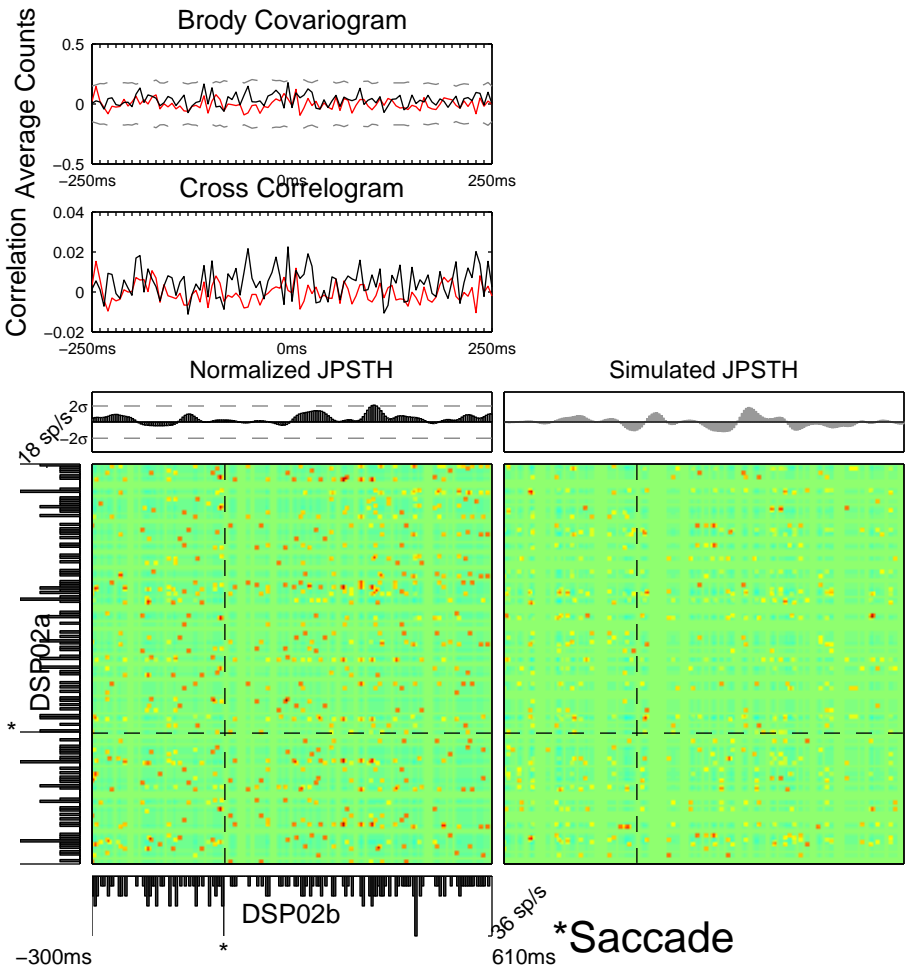 Brody Covariogram
Average Counts
0.5
0
−0.5
−250ms
0ms
250ms
Cross Correlogram
Correlation
0.04
0.02
0
−0.02
−250ms
0ms
250ms
Normalized JPSTH
Simulated JPSTH
2σ
−2σ
18 sp/s
DSP02a
*
DSP02b
36 sp/s
*
*Saccade
−300ms
610ms